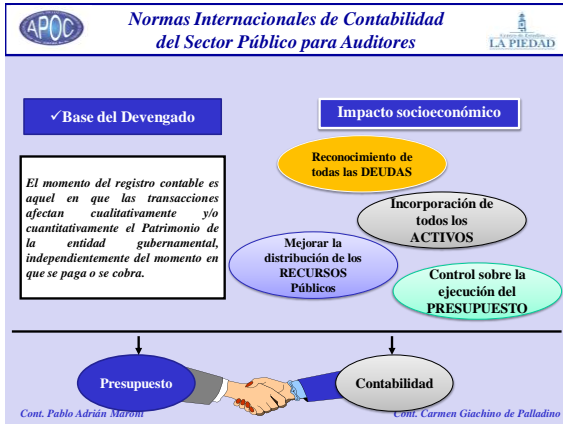 APOC
Normas Internacionales de Contabilidad
del Sector Público para Auditores
LA PIEDAD
✓Base del Devengado
Impacto socioeconómico
El momento del registro contable es
aquel en que las transacciones
afectan cualitativamente y/o
cuantitativamente el Patrimonio de
la entidad gubernamental,
independientemente del momento en
que se paga o se cobra.
Reconocimiento de
todas las DEUDAS
Incorporación de
todos los
ACTIVOS
Mejorar la
distribución de los
RECURSOS
Públicos
Control sobre la
ejecución del
PRESUPUESTO
Presupuesto
Contabilidad
Cont. Pablo Adrián Maroni
Cont. Carmen Giachino de Palladino